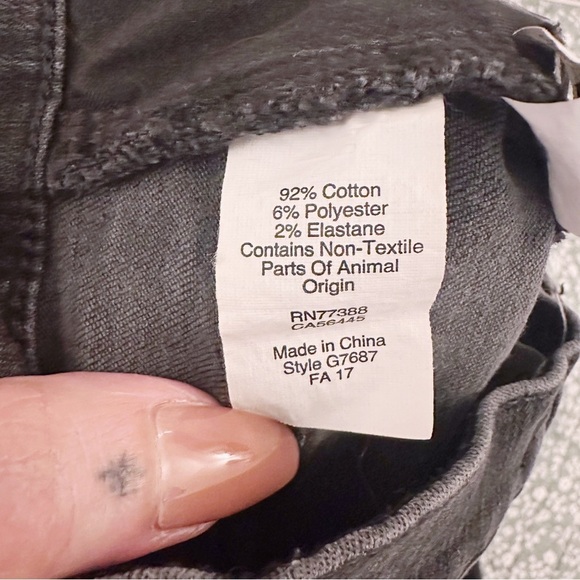 92% Cotton
6% Polyester
2% Elastane
Contains Non-Textile
Parts Of Animal
Origin
RN77388
CA56445
Made in China
Style G7687
FA 17